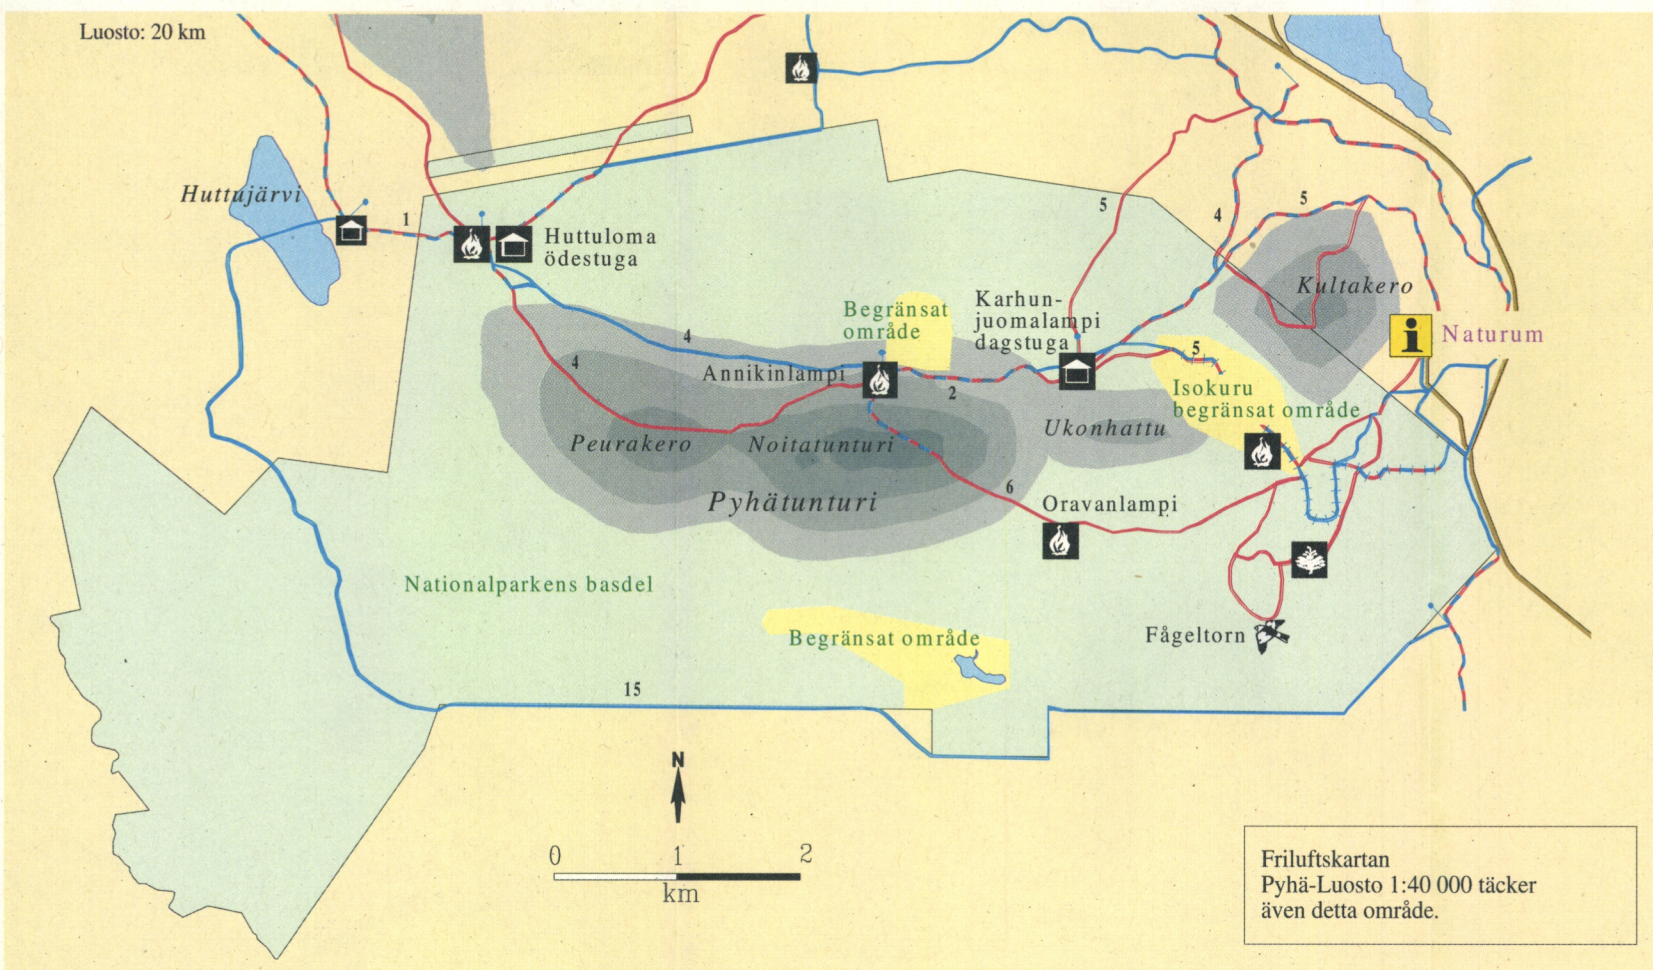 Luosto: 20 km
Huttujärvi
1
Huttuloma
ödestuga
5
4
5
Kultakero
Naturum
Begränsat
område
Karhun-
juomalampi
dagstuga
4
4
Annikinlampi
2
5
Isokuru
begränsat område
Peurakero
Noitatunturi
Ukonhattu
Pyhätunturi
6
Oravanlampi
Nationalparkens basdel
Begränsat område
Fågeltorn
15
N
0 1 2
km
Friluftskartan
Pyhä-Luosto 1:40 000 täcker
även detta område.
i